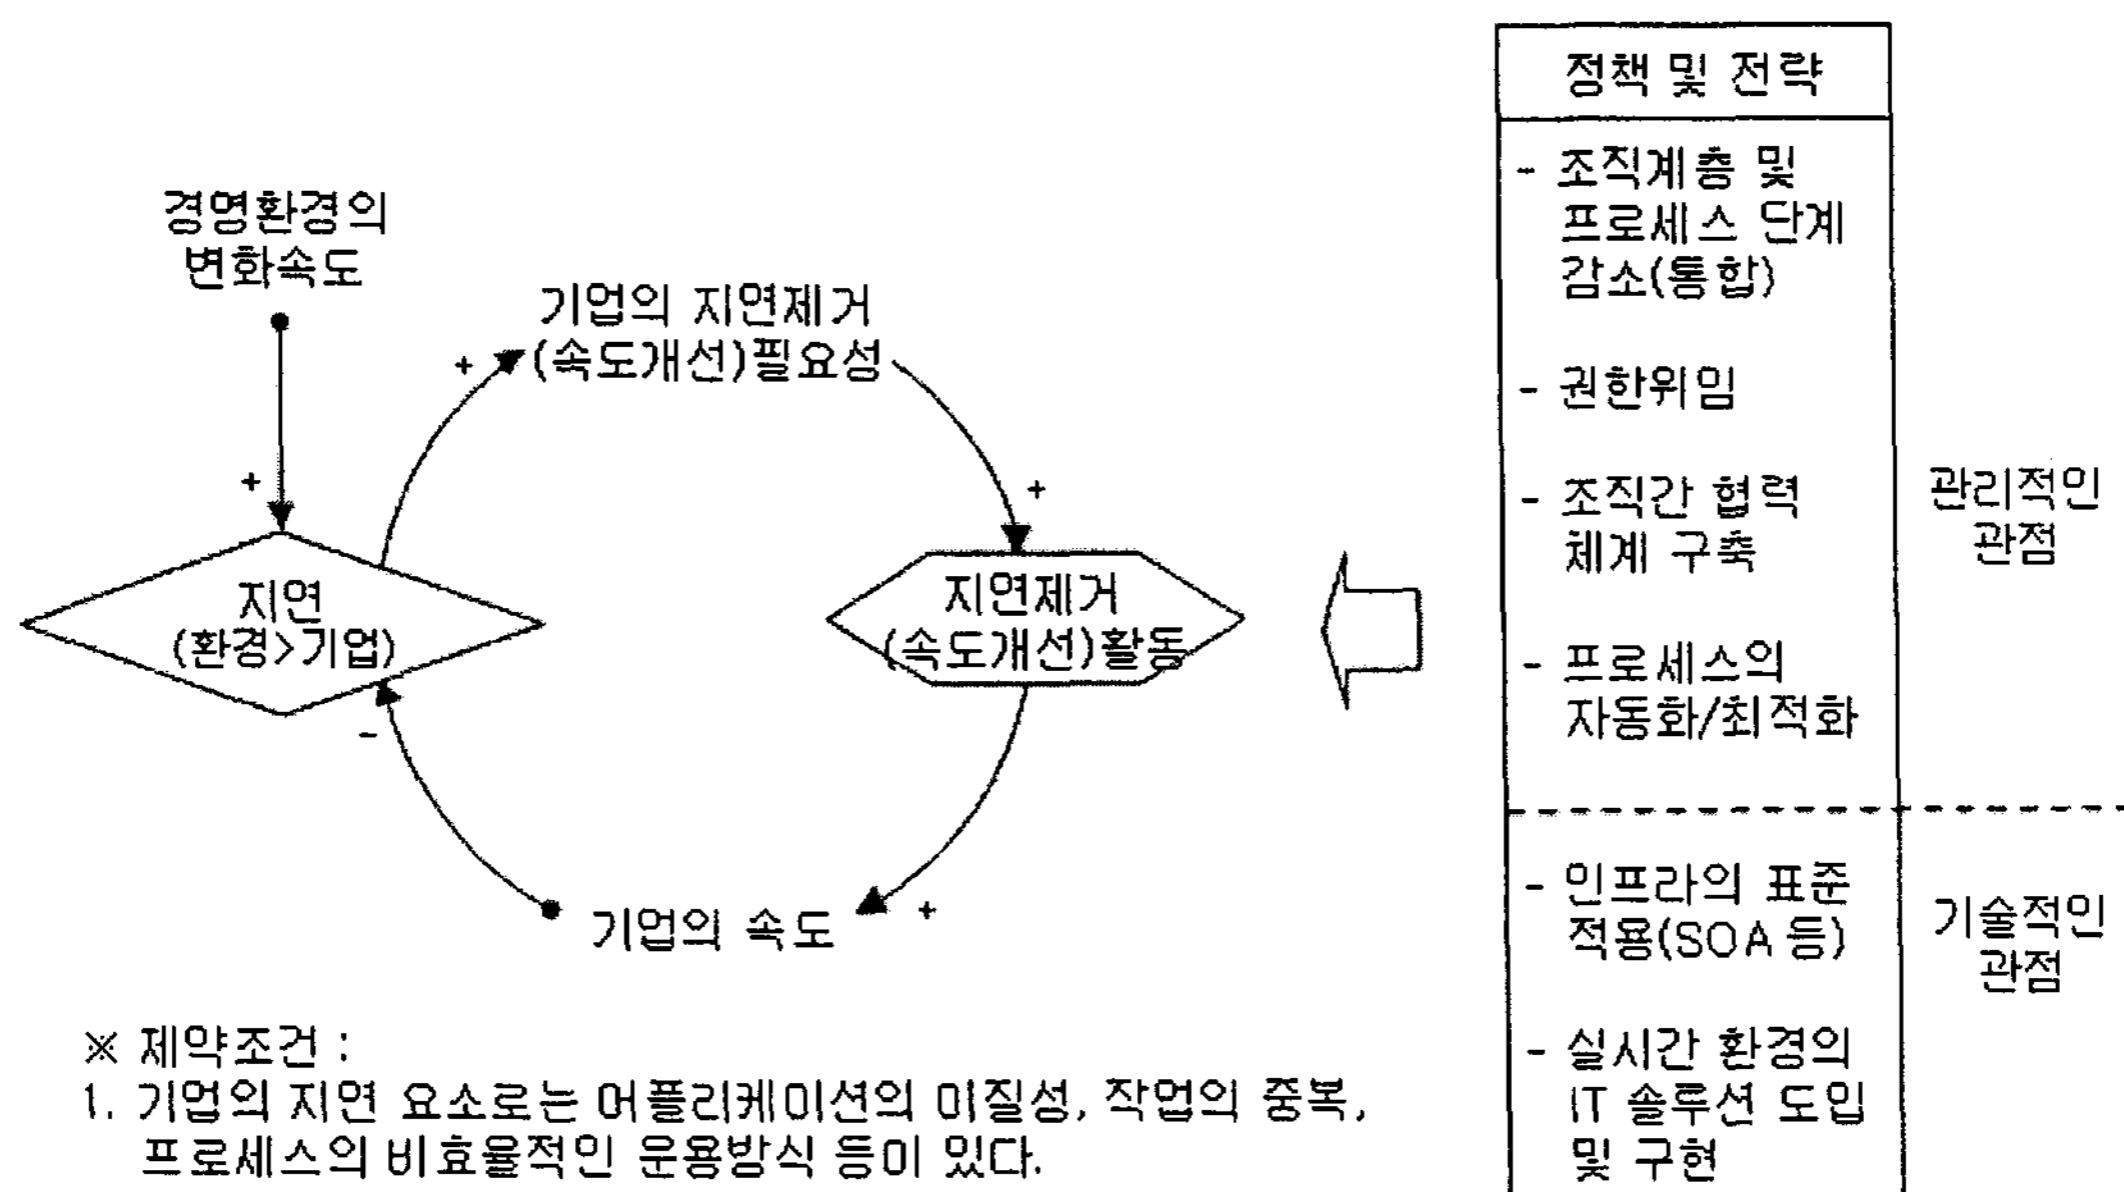 경영환경의
변화속도
+
기업의 지연제거
(속도개선)필요성
+
+
지연
(환경>기업)
지연제거
(속도개선)활동
-
기업의 속도
+
※ 제약조건 :
1. 기업의 지연 요소로는 어플리케이션의 이질성, 작업의 중복,
프로세스의 비효율적인 운용방식 등이 있다.
정책 및 전략
- 조직계층 및
프로세스 단계
감소(통합)
- 권한위임
- 조직간 협력
체계 구축
- 프로세스의
자동화/최적화
관리적인
관점
- 인프라의 표준
적용(SOA 등)
- 실시간 환경의
IT 솔루션 도입
및 구현
기술적인
관점